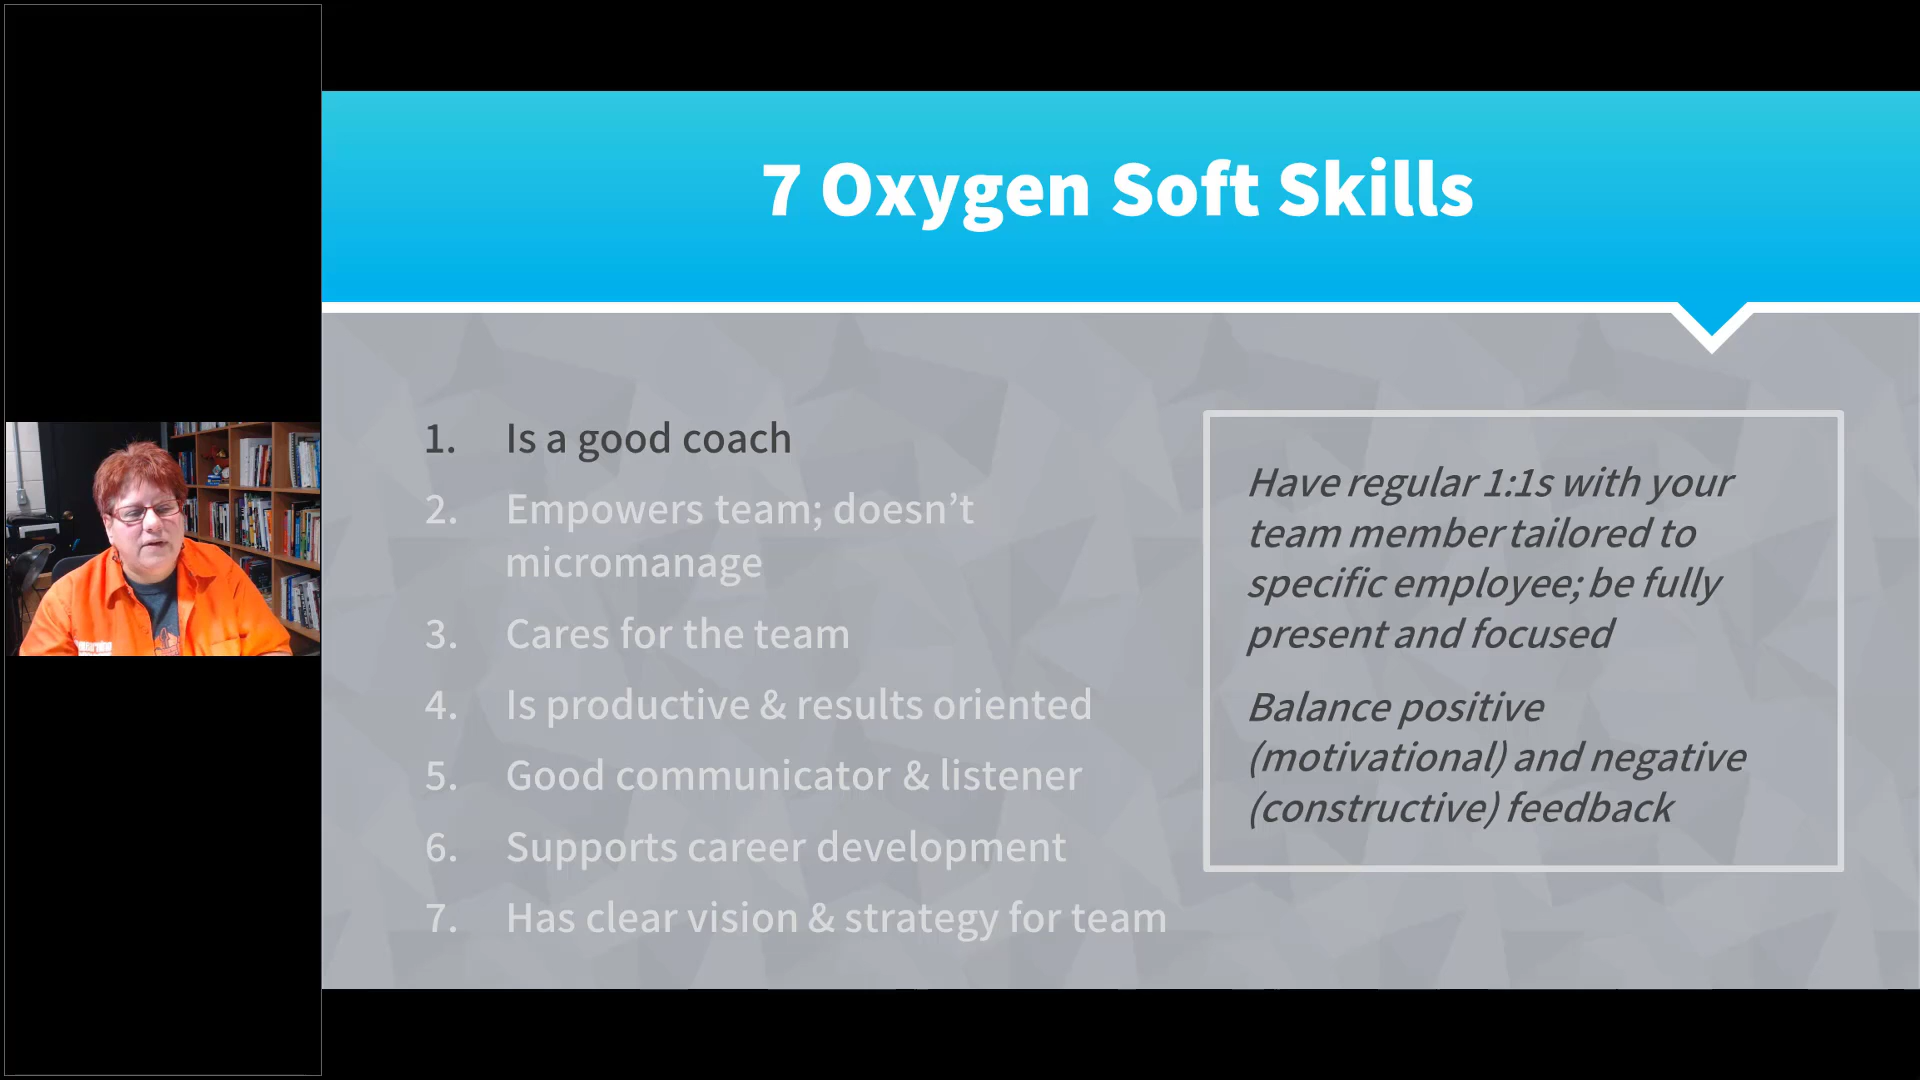 7 Oxygen Soft Skills
1. Is a good coach
2. Empowers team; doesn’t
micromanage
3. Cares for the team
4. Is productive & results oriented
5. Good communicator & listener
6. Supports career development
7. Has clear vision & strategy for team
Have regular 1:1s with your
team member tailored to
specific employee; be fully
present and focused
Balance positive
(motivational) and negative
(constructive) feedback